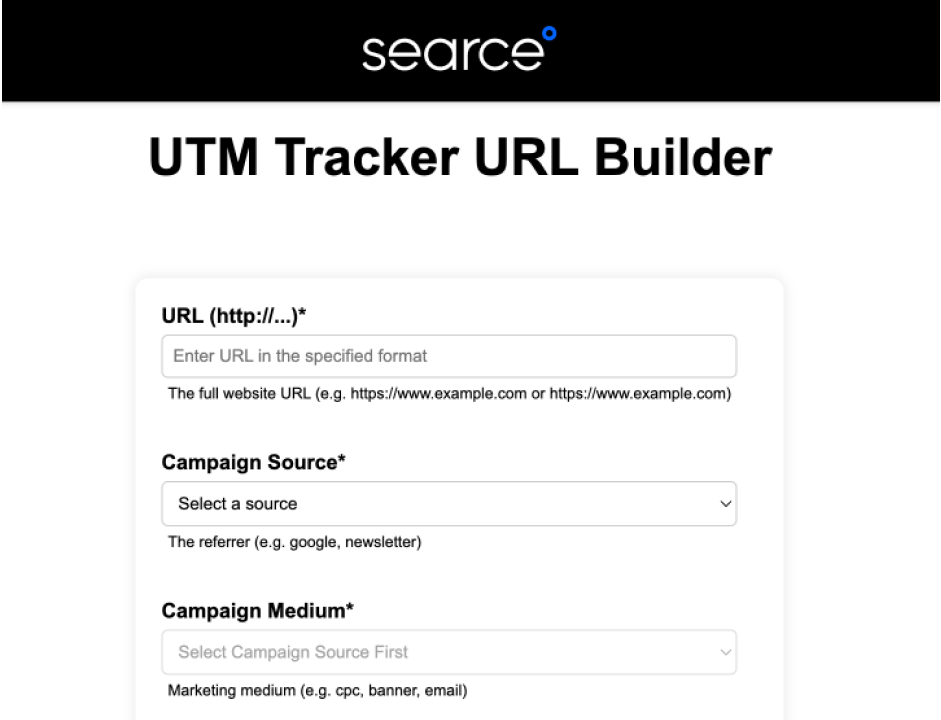 searce
UTM Tracker URL Builder
URL (http://...)*
Enter URL in the specified format
The full website URL (e.g. https://www.example.com or https://www.example.com)
Campaign Source*
Select a source
The referrer (e.g. google, newsletter)
Campaign Medium*
Select Campaign Source First
Marketing medium (e.g. cpc, banner, email)